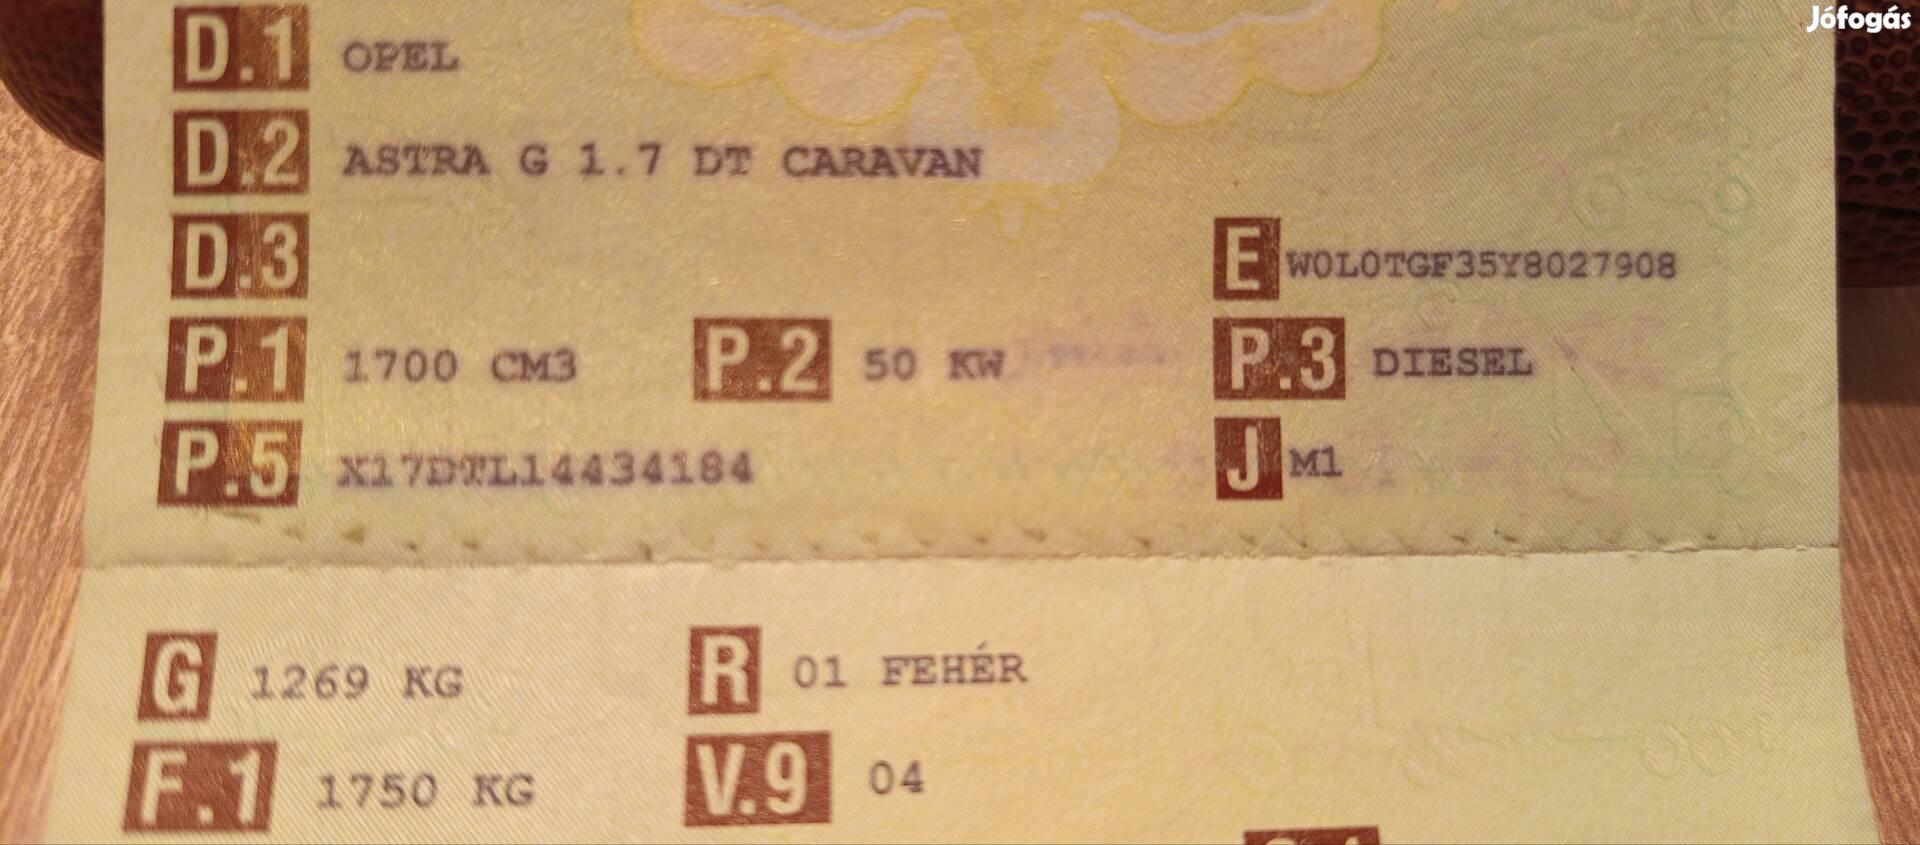 Jófogás
D.1 OPEL
D.2 ASTRA G 1.7 DT CARAVAN
D.3 E W0L0TGF35Y8027908
P.1 1700 CM3 P.2 50 KW P.3 DIESEL
P.5 X17DTL14434184 J M1
G 1269 KG R 01 FEHÉR
F.1 1750 KG V.9 04